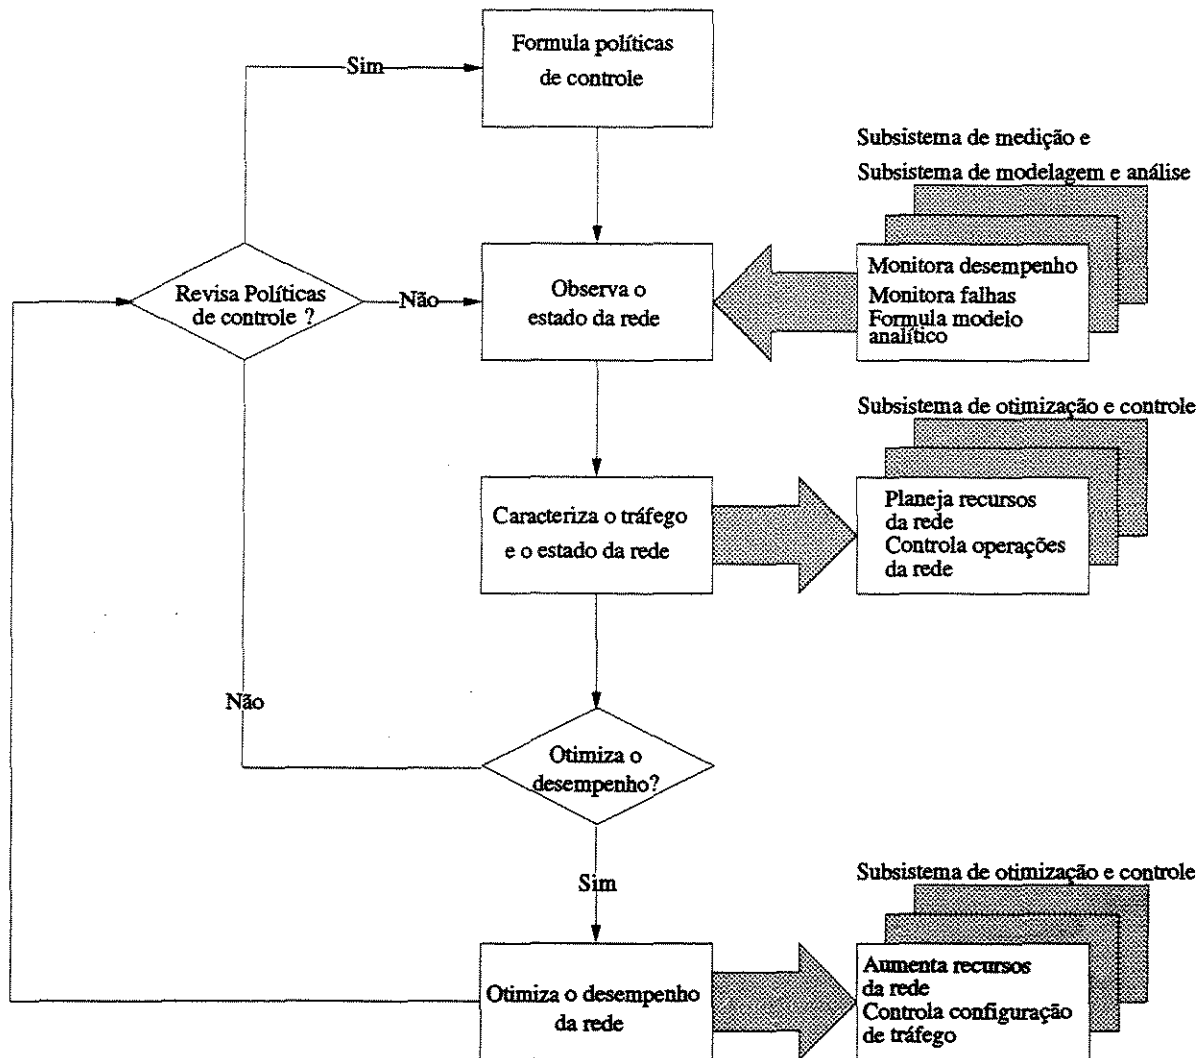 Formula políticas
de controle
Sim
Subsistema de medição e
Subsistema de modelagem e análise
Monitora desempenho
Monitora falhas
Formula modelo
analítico
Revisa Políticas
de controle ?
Não
Observa o
estado da rede
Subsistema de otimização e controle
Caracteriza o tráfego
e o estado da rede
Planeja recursos
da rede
Controla operações
da rede
Não
Otimiza o
desempenho?
Sim
Subsistema de otimização e controle
Otimiza o desempenho
da rede
Aumenta recursos
da rede
Controla configuração
de tráfego